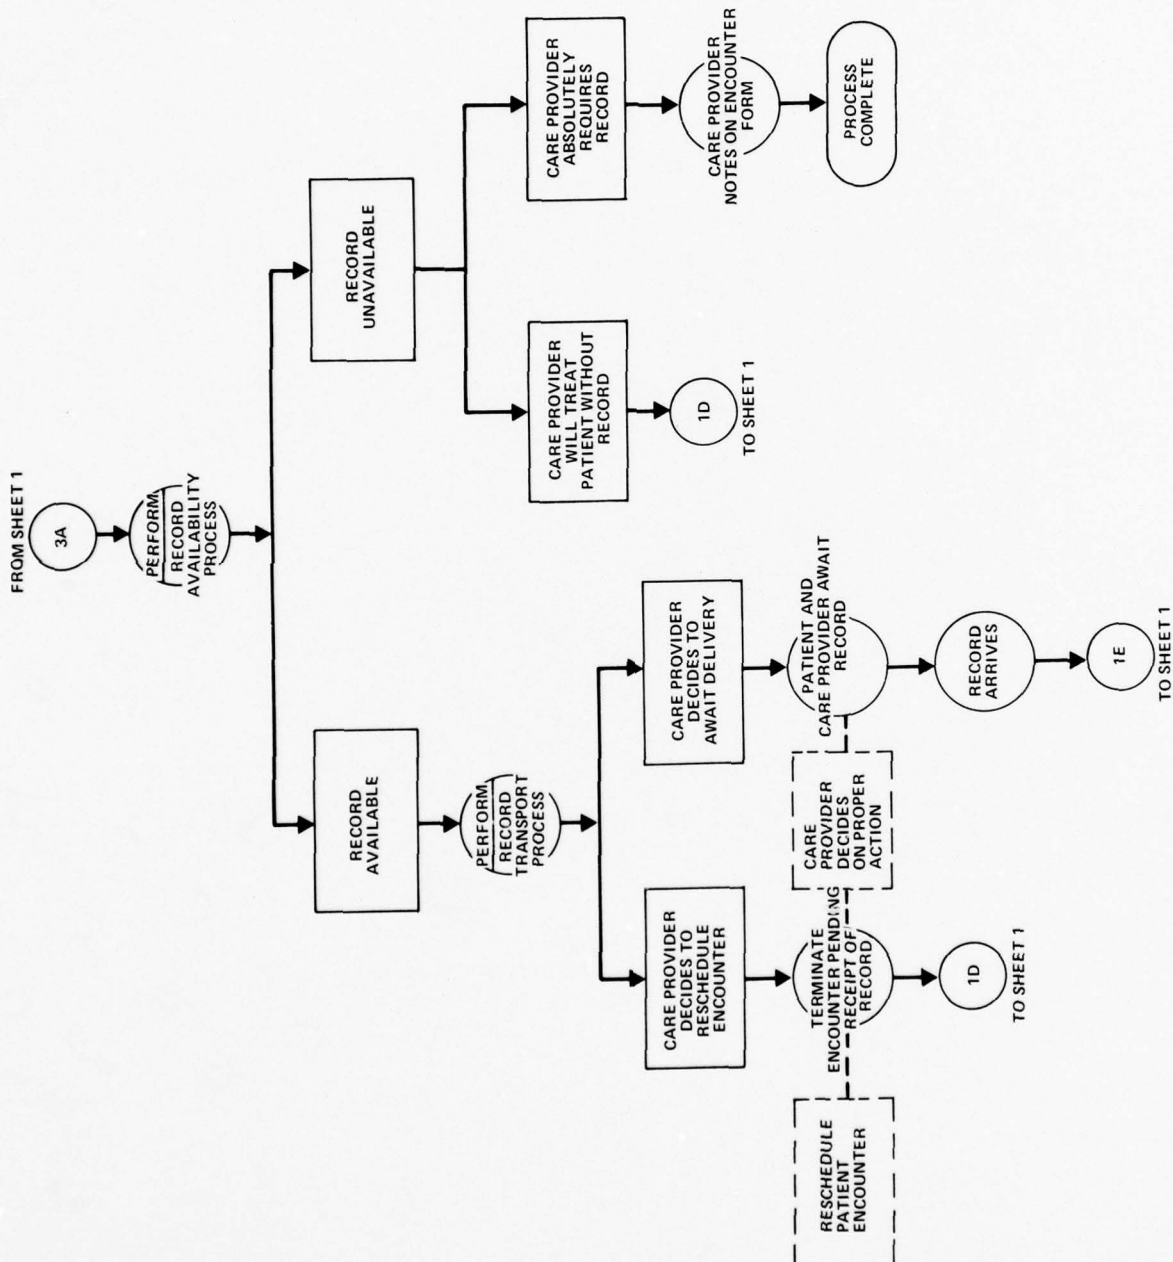 FROM SHEET 1
3A
PERFORM
RECORD
AVAILABILITY
PROCESS
RECORD
AVAILABLE
RECORD
UNAVAILABLE
PERFORM
RECORD
TRANSPORT
PROCESS
CARE PROVIDER
WILL TREAT
PATIENT WITHOUT
RECORD
CARE PROVIDER
ABSOLUTELY
REQUIRES
RECORD
1D
TO SHEET 1
CARE PROVIDER
NOTES ON ENCOUNTER
FORM
PROCESS
COMPLETE
CARE PROVIDER
DECIDES TO
RESCHEDULE
ENCOUNTER
CARE PROVIDER
DECIDES TO
AWAIT DELIVERY
RESCHEDULE
PATIENT
ENCOUNTER
TERMINATE
ENCOUNTER PENDING
RECEIPT OF
RECORD
CARE
PROVIDER
DECIDES
ON PROPER
ACTION
PATIENT AND
CARE PROVIDER AWAIT
RECORD
1D
TO SHEET 1
RECORD
ARRIVES
1E
TO SHEET 1